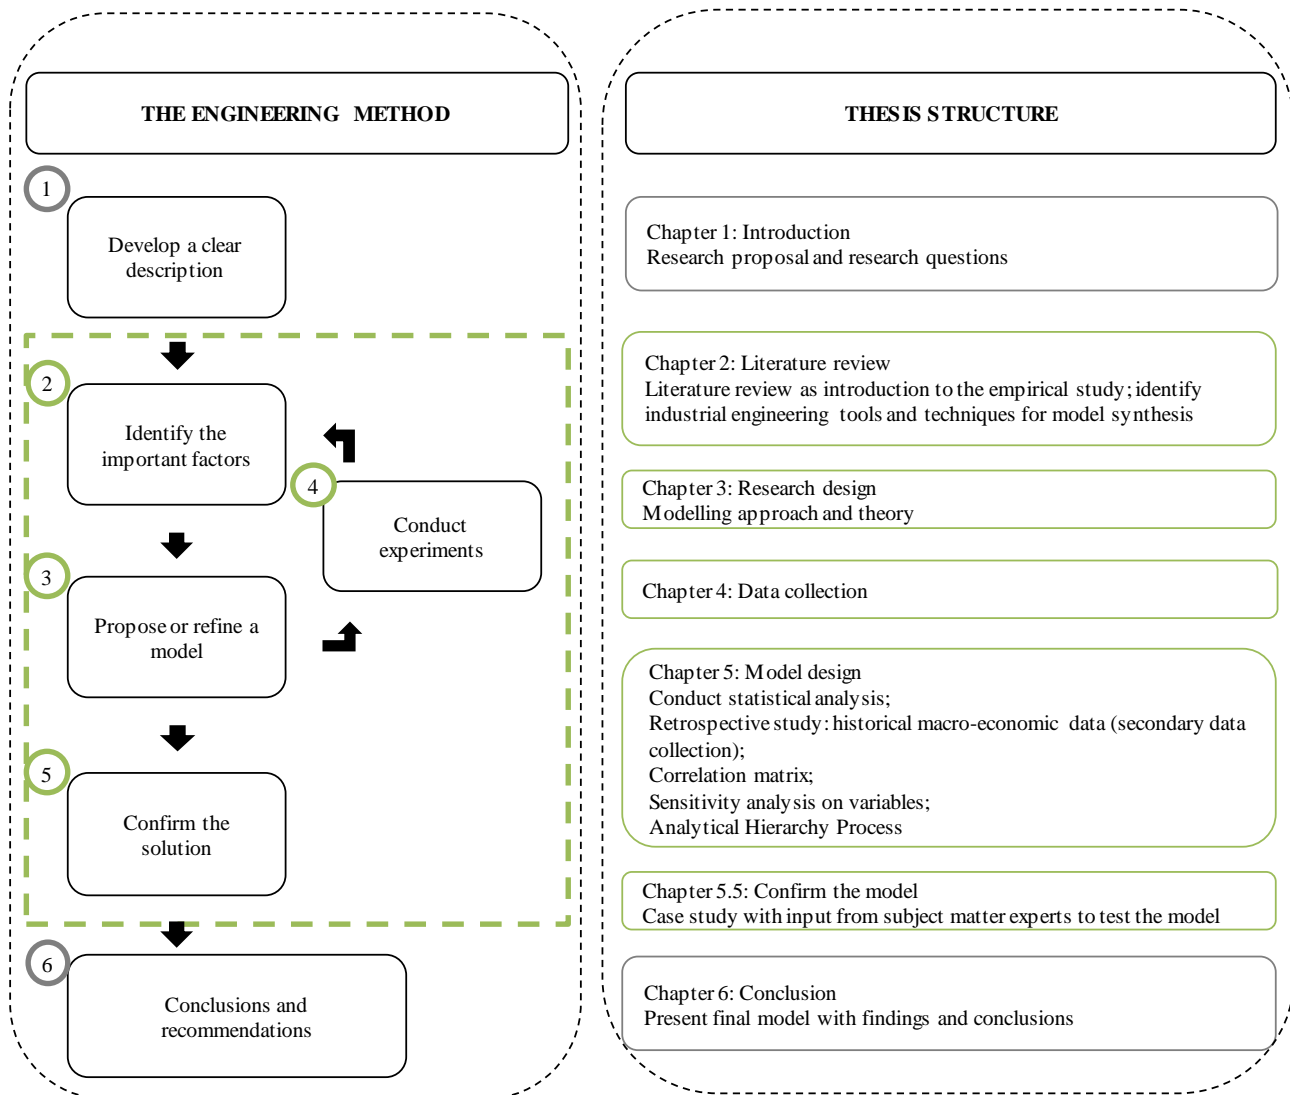 THE ENGINEERING METHOD
1
Develop a clear
description
2
Identify the
important factors
4
Conduct
experiments
3
Propose or refine a
model
5
Confirm the
solution
6
Conclusions and
recommendations
THESIS STRUCTURE
Chapter 1: Introduction
Research proposal and research questions
Chapter 2: Literature review
Literature review as introduction to the empirical study; identify
industrial engineering tools and techniques for model synthesis
Chapter 3: Research design
Modelling approach and theory
Chapter 4: Data collection
Chapter 5: Model design
Conduct statistical analysis;
Retrospective study: historical macro-economic data (secondary data
collection);
Correlation matrix;
Sensitivity analysis on variables;
Analytical Hierarchy Process
Chapter 5.5: Confirm the model
Case study with input from subject matter experts to test the model
Chapter 6: Conclusion
Present final model with findings and conclusions